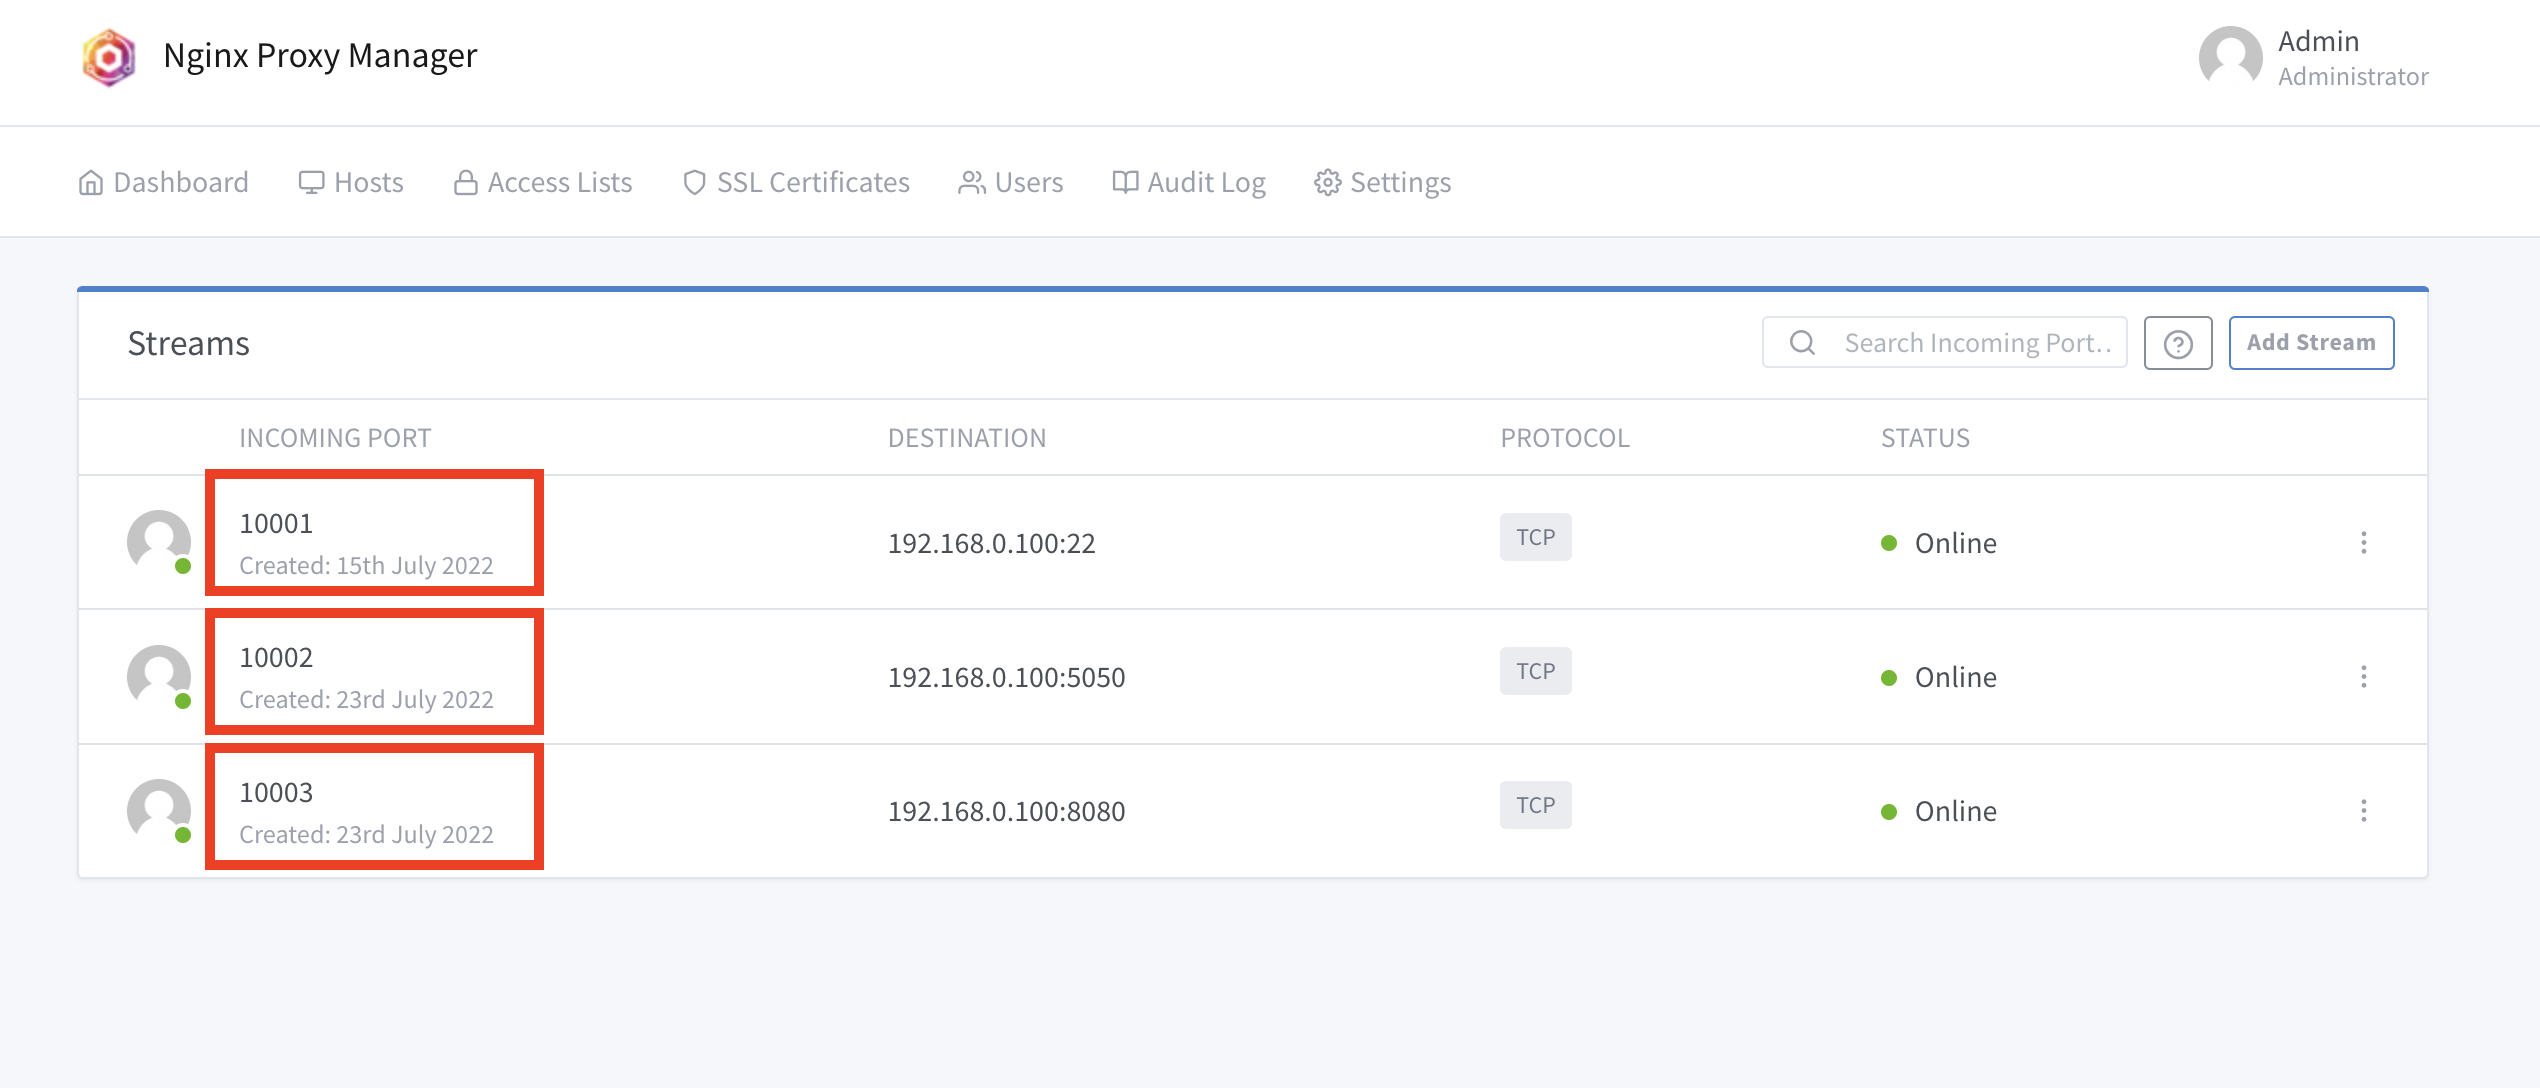 Nginx Proxy Manager
Admin
Administrator
Dashboard Hosts Access Lists SSL Certificates Users Audit Log Settings
Streams
Search Incoming Port..
Add Stream
INCOMING PORT DESTINATION PROTOCOL STATUS
10001
Created: 15th July 2022
192.168.0.100:22
TCP
Online
10002
Created: 23rd July 2022
192.168.0.100:5050
TCP
Online
10003
Created: 23rd July 2022
192.168.0.100:8080
TCP
Online